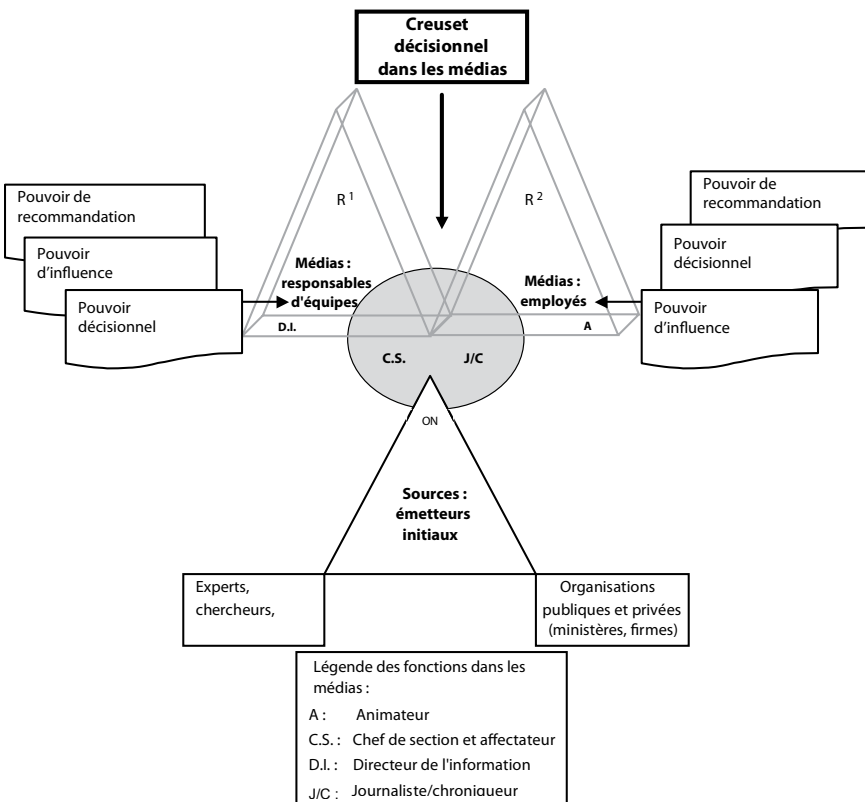 Creuset
décisionnel
dans les médias
R 1
R 2
Pouvoir de
recommandation
Pouvoir
d'influence
Pouvoir
décisionnel
Médias :
responsables
d'équipes
Médias :
employés
Pouvoir de
recommandation
Pouvoir
décisionnel
Pouvoir
d'influence
D.I.
A
C.S.
J/C
ON
Sources :
émetteurs
initiaux
Experts,
chercheurs,
Organisations
publiques et privées
(ministères, firmes)
Légende des fonctions dans les
médias :
A : Animateur
C.S. : Chef de section et affectateur
D.I. : Directeur de l'information
J/C : Journaliste/chroniqueur